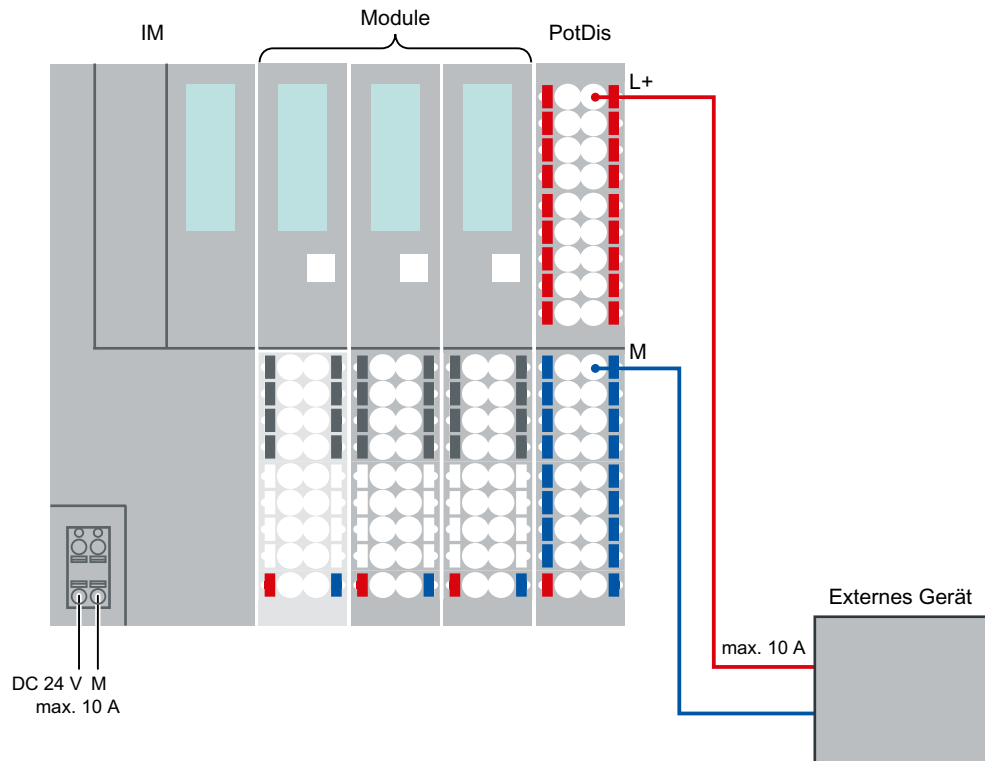 IM
Module
PotDis
L+
M
Externes Gerät
max. 10 A
DC 24 V M
max. 10 A